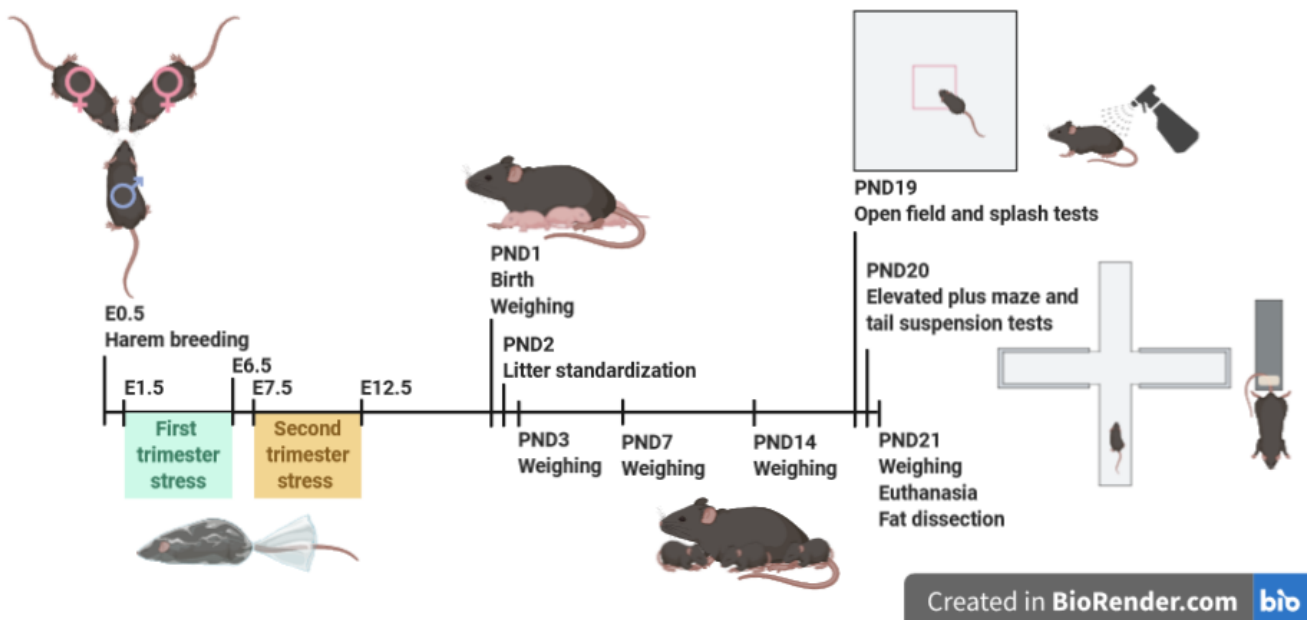 E0.5
Harem breeding
E1.5
E6.5
E7.5
E12.5
First
trimester
stress
Second
trimester
stress
PND1
Birth
Weighing
PND2
Litter standardization
PND3
Weighing
PND7
Weighing
PND14
Weighing
PND19
Open field and splash tests
PND20
Elevated plus maze and
tail suspension tests
PND21
Weighing
Euthanasia
Fat dissection
Created in BioRender.com bio